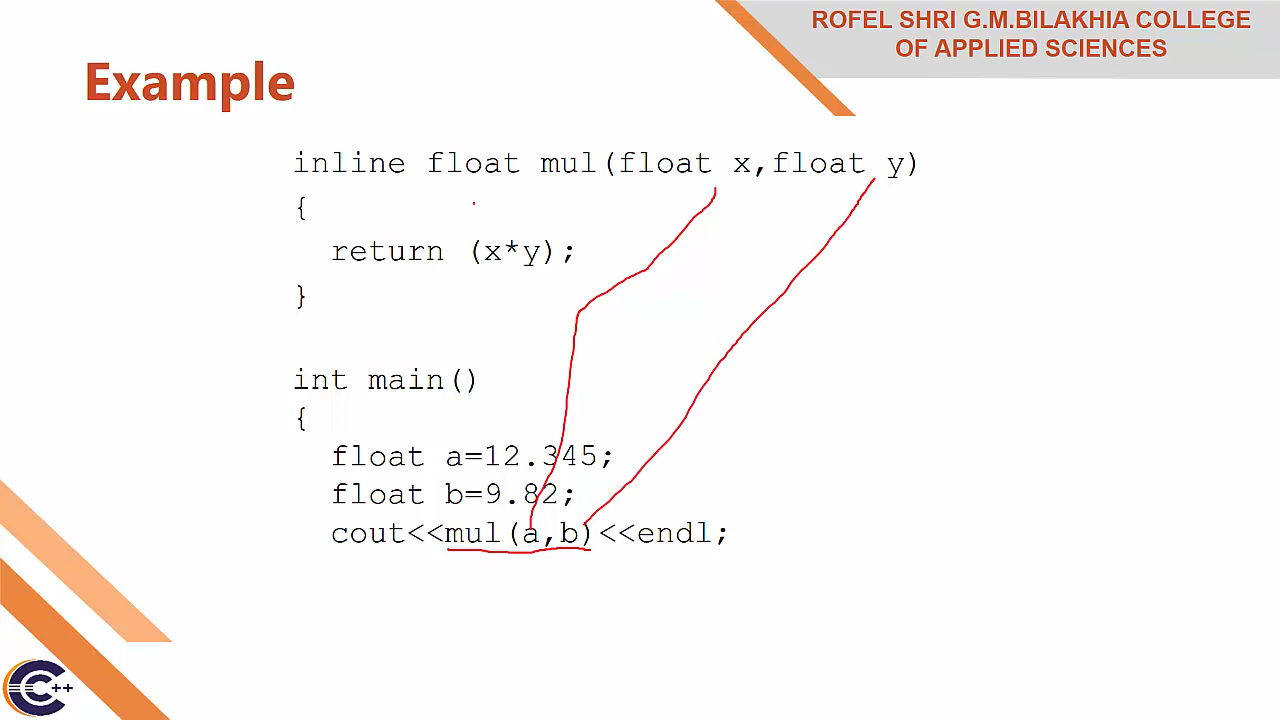 ROFEL SHRI G.M.BILAKHIA COLLEGE
OF APPLIED SCIENCES
Example
inline float mul(float x,float y)
{
return (x*y);
}
int main()
{
float a=12.345;
float b=9.82;
cout<<mul(a,b)<<endl;
C++